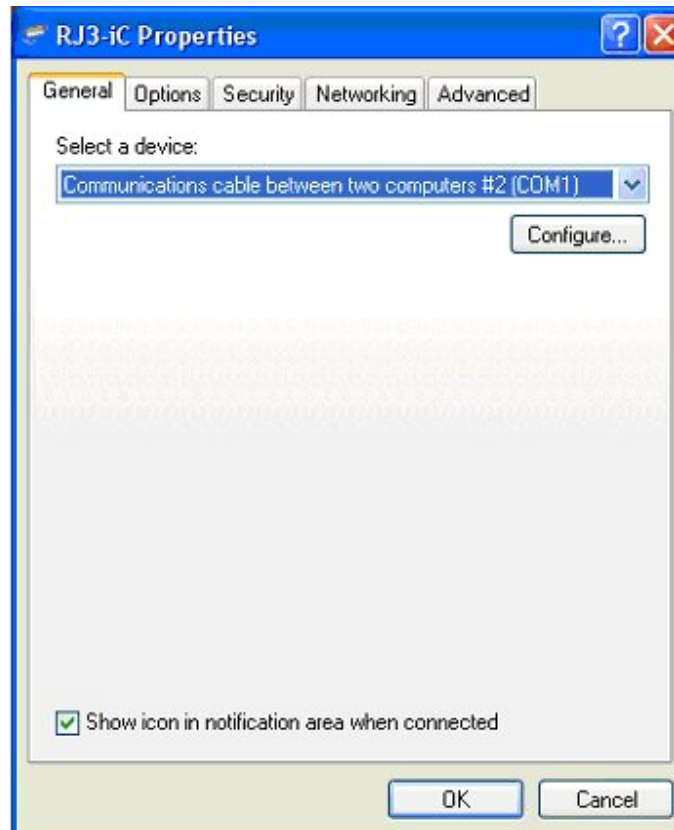 RJ3-iC Properties
General Options Security Networking Advanced
Select a device:
Communications cable between two computers #2 (COM1)
Configure...
Show icon in notification area when connected
OK Cancel